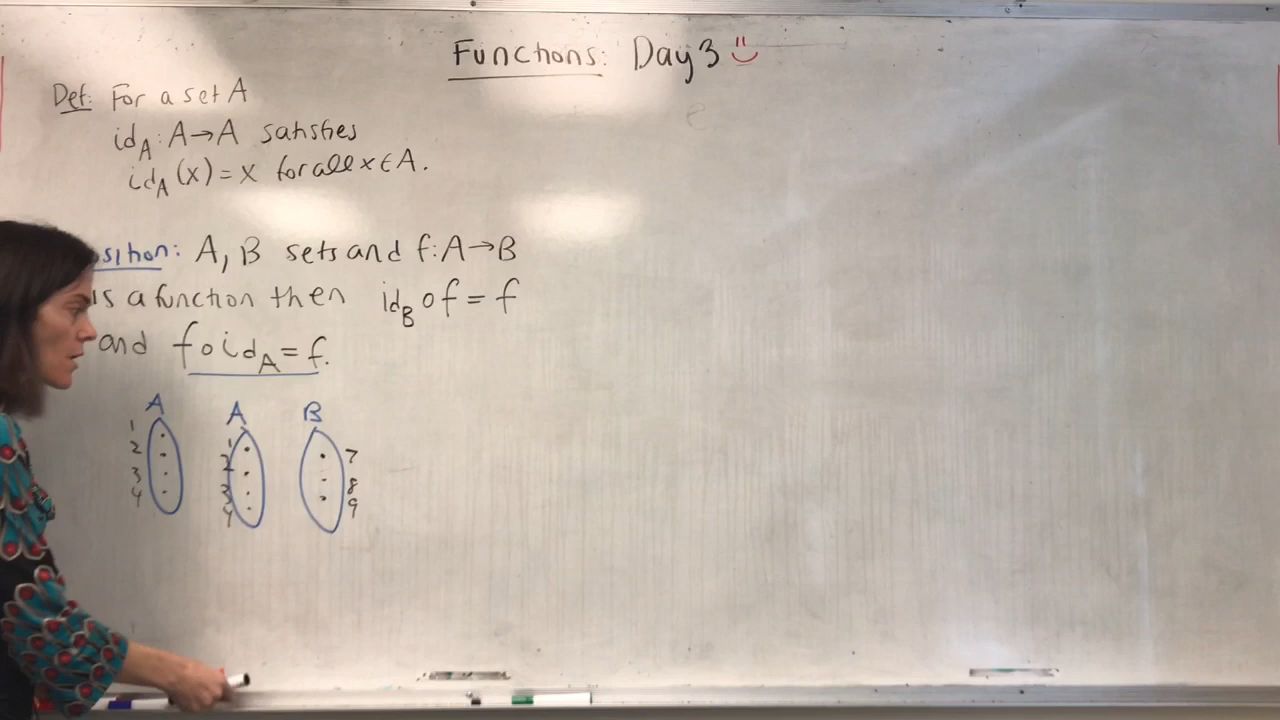 Functions: Day 3
Def: For a set A
id_A: A→A satisfies
id_A(x) = x for all x ∈ A.
sition: A, B sets and f: A→B
is a function then id_B o f = f
and f o id_A = f.
A A B
1 1 7
2 2 8
3 3 9
4 4